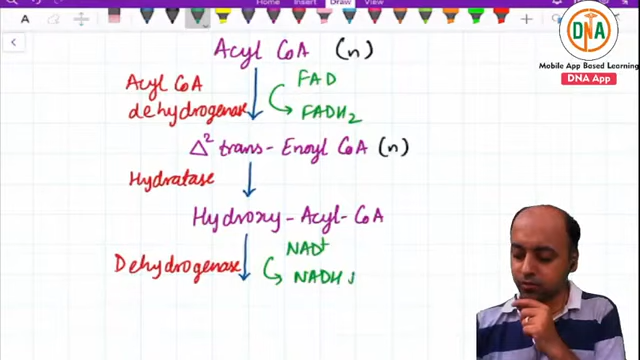 Home
Insert
Draw
View
DNA
Mobile App Based Learning
DNA App
A
Acyl CoA (n)
Acyl CoA
dehydrogenase
FAD
FADH2
Δ2 trans - Enoyl CoA (n)
Hydratase
Hydroxy - Acyl - CoA
Dehydrogenase
NAD+
NADH